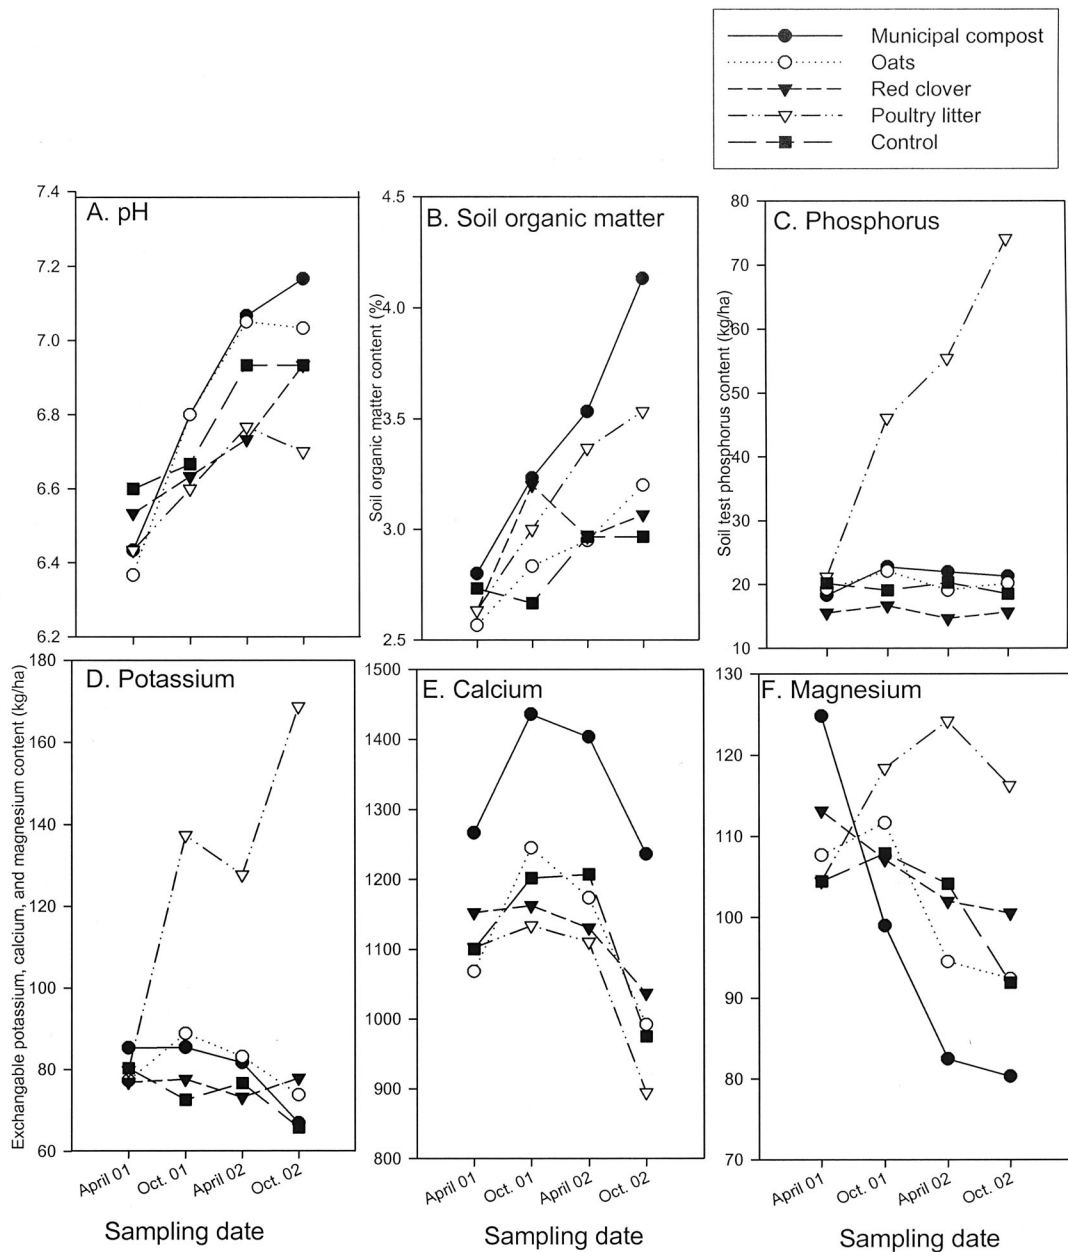 Municipal compost
Oats
Red clover
Poultry litter
Control
A. pH
7.4
7.2
7.0
6.8
6.6
6.4
6.2
B. Soil organic matter
Soil organic matter content (%)
4.5
4.0
3.5
3.0
2.5
C. Phosphorus
Soil test phosphorus content (kg/ha)
80
70
60
50
40
30
20
10
D. Potassium
Exchangable potassium, calcium, and magnesium content (kg/ha)
180
160
140
120
100
80
60
April 01
Oct. 01
April 02
Oct. 02
Sampling date
E. Calcium
1500
1400
1300
1200
1100
1000
900
800
April 01
Oct. 01
April 02
Oct. 02
Sampling date
F. Magnesium
130
120
110
100
90
80
70
April 01
Oct. 01
April 02
Oct. 02
Sampling date